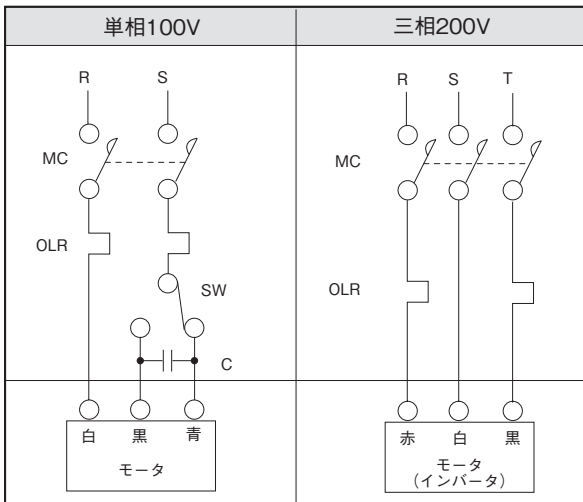 単相100V
R S
MC
OLR
SW
C
白 黒 青
モータ
三相200V
R S T
MC
OLR
赤 白 黒
モータ
(インバータ)